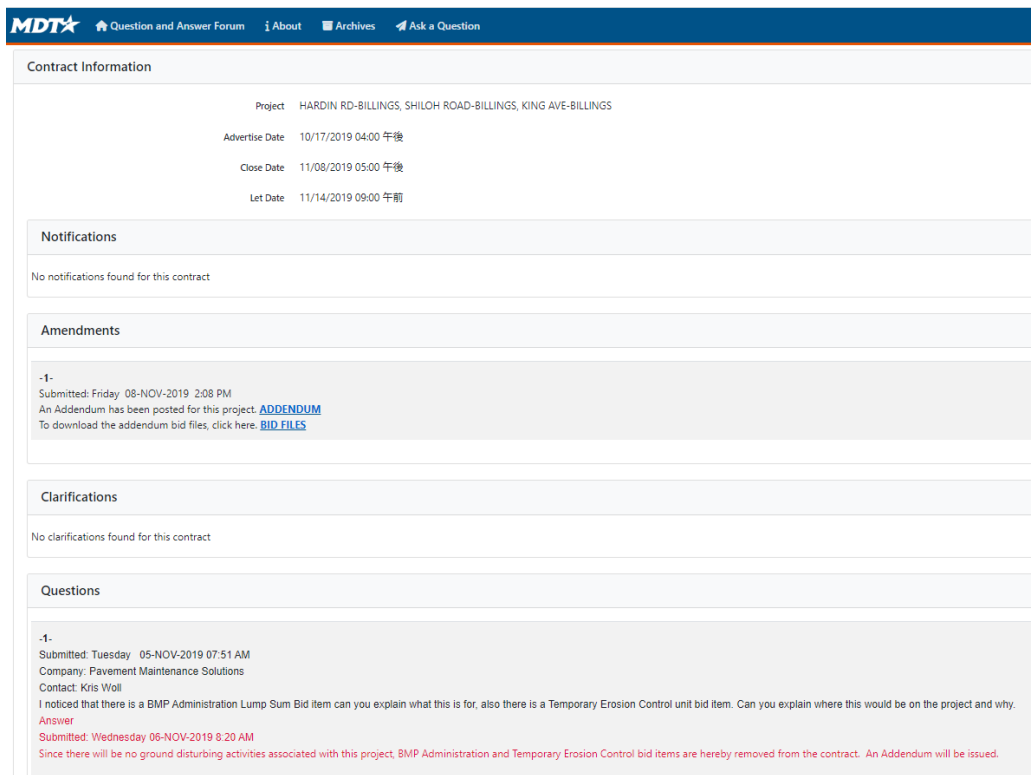 MDT Question and Answer Forum About Archives Ask a Question
Contract Information
Project HARDIN RD-BILLINGS, SHILOH ROAD-BILLINGS, KING AVE-BILLINGS
Advertise Date 10/17/2019 04:00 午後
Close Date 11/08/2019 05:00 午後
Let Date 11/14/2019 09:00 午前
Notifications
No notifications found for this contract
Amendments
-1-
Submitted: Friday 08-NOV-2019 2:08 PM
An Addendum has been posted for this project. ADDENDUM
To download the addendum bid files, click here. BID FILES
Clarifications
No clarifications found for this contract
Questions
-1-
Submitted: Tuesday 05-NOV-2019 07:51 AM
Company: Pavement Maintenance Solutions
Contact: Kris Woll
I noticed that there is a BMP Administration Lump Sum Bid item can you explain what this is for, also there is a Temporary Erosion Control unit bid item. Can you explain where this would be on the project and why.
Answer
Submitted: Wednesday 06-NOV-2019 8:20 AM
Since there will be no ground disturbing activities associated with this project, BMP Administration and Temporary Erosion Control bid items are hereby removed from the contract. An Addendum will be issued.